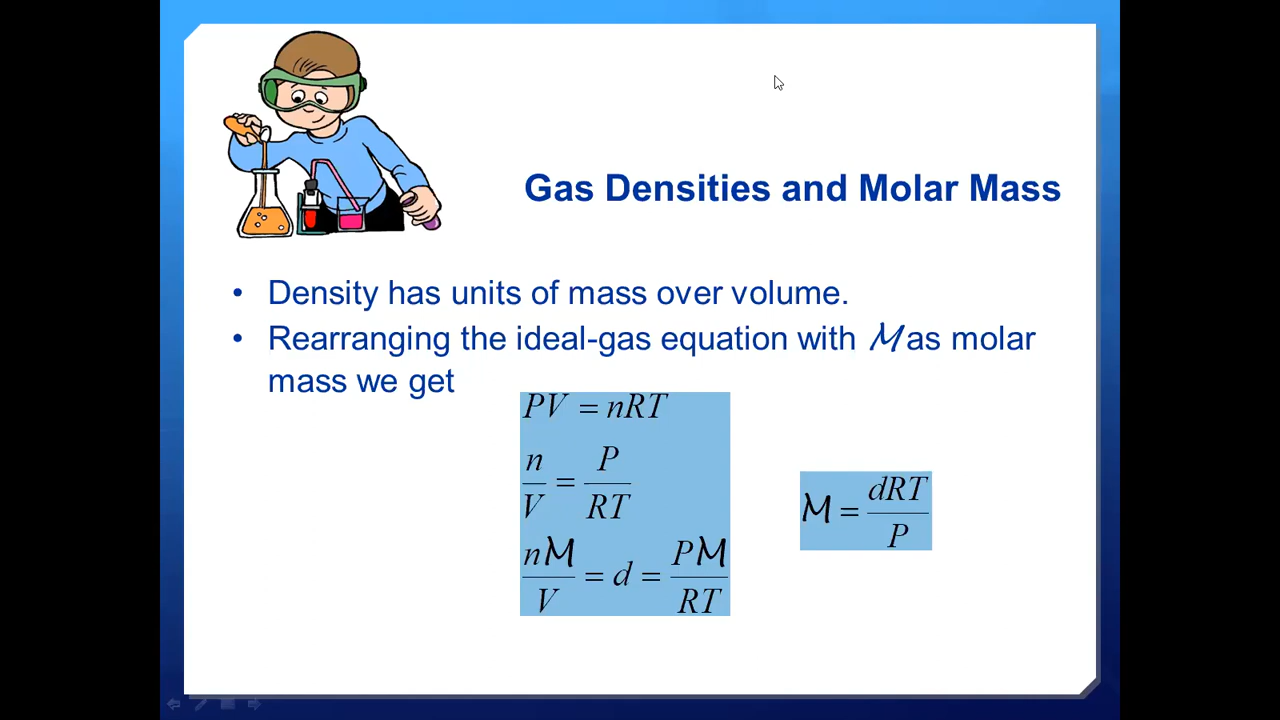 Gas Densities and Molar Mass
• Density has units of mass over volume.
• Rearranging the ideal-gas equation with ℳ as molar
mass we get
PV = nRT
n/V = P/RT
nℳ/V = d = Pℳ/RT
ℳ = dRT/P